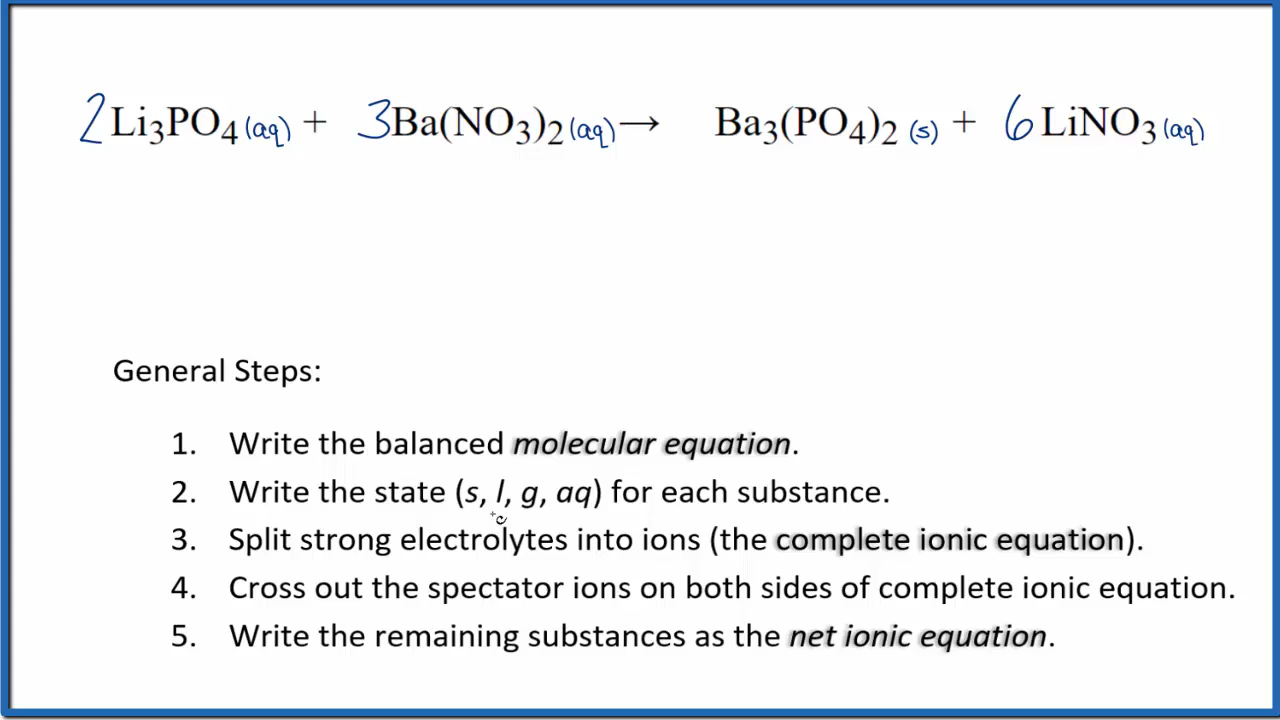 2Li₃PO₄(aq) + 3Ba(NO₃)₂(aq)→ Ba₃(PO₄)₂(s) + 6LiNO₃(aq)
General Steps:
1. Write the balanced molecular equation.
2. Write the state (s, l, g, aq) for each substance.
3. Split strong electrolytes into ions (the complete ionic equation).
4. Cross out the spectator ions on both sides of complete ionic equation.
5. Write the remaining substances as the net ionic equation.